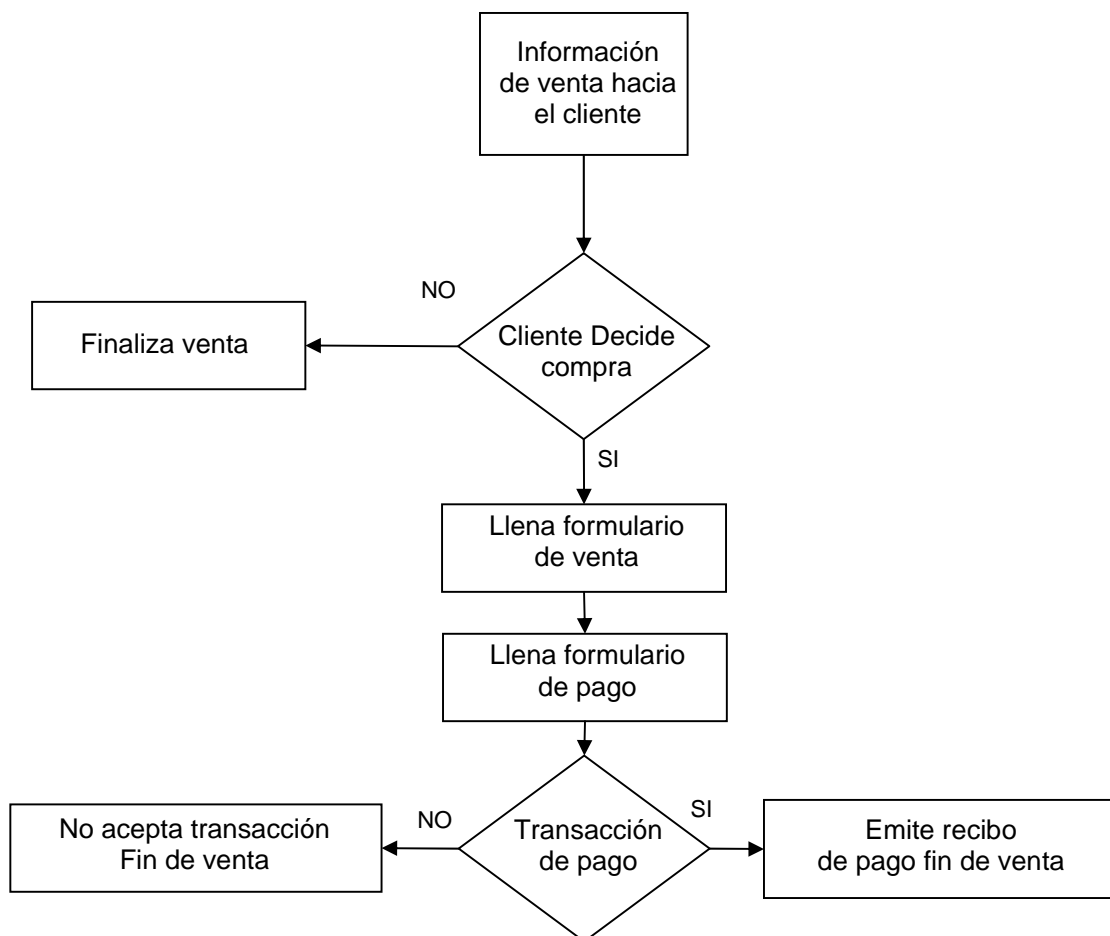 Información
de venta hacia
el cliente
NO
Finaliza venta
Cliente Decide
compra
SI
Llena formulario
de venta
Llena formulario
de pago
NO
SI
No acepta transacción
Fin de venta
Transacción
de pago
Emite recibo
de pago fin de venta